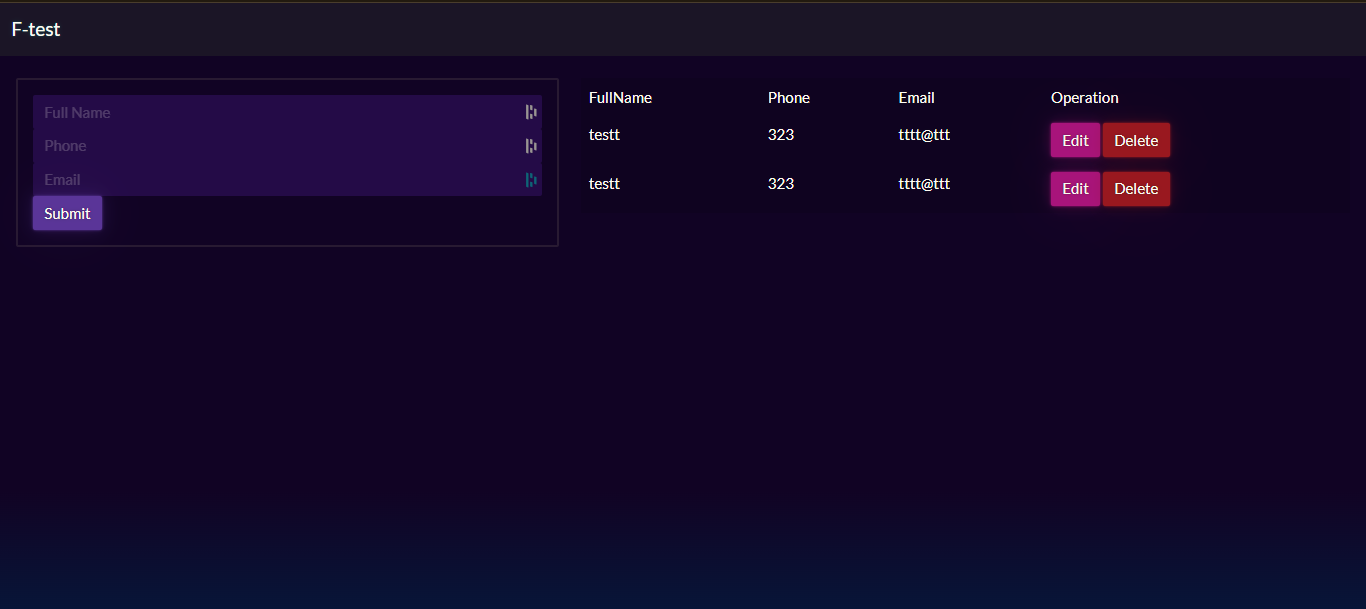 F-test
Full Name
Phone
Email
Submit
FullName Phone Email Operation
testt 323 tttt@ttt Edit Delete
testt 323 tttt@ttt Edit Delete